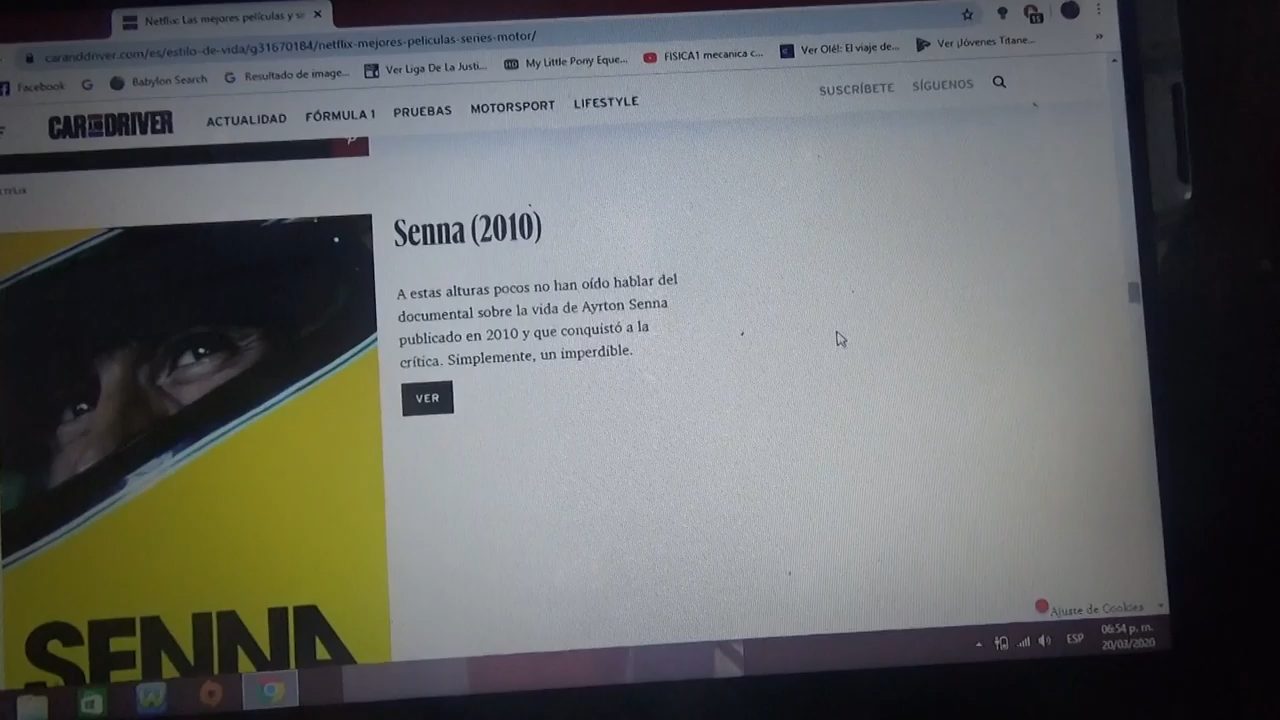 Netflix: Las mejores películas y se
caranddriver.com/es/estilo-de-vida/g31670184/netflix-mejores-peliculas-series-motor/
Facebook
Babylon Search
Resultado de image...
Ver Liga De La Justi...
My Little Pony Eque...
FISICA1 mecanica c...
Ver Olé!: El viaje de...
Ver ¡Jóvenes Titane...
»
CAR AND DRIVER
ACTUALIDAD
FÓRMULA 1
PRUEBAS
MOTORSPORT
LIFESTYLE
SUSCRÍBETE
SÍGUENOS
Senna (2010)
A estas alturas pocos no han oído hablar del
documental sobre la vida de Ayrton Senna
publicado en 2010 y que conquistó a la
crítica. Simplemente, un imperdible.
VER
SENNA
Ajuste de Cookies
ESP
06:54 p. m.
20/03/2020